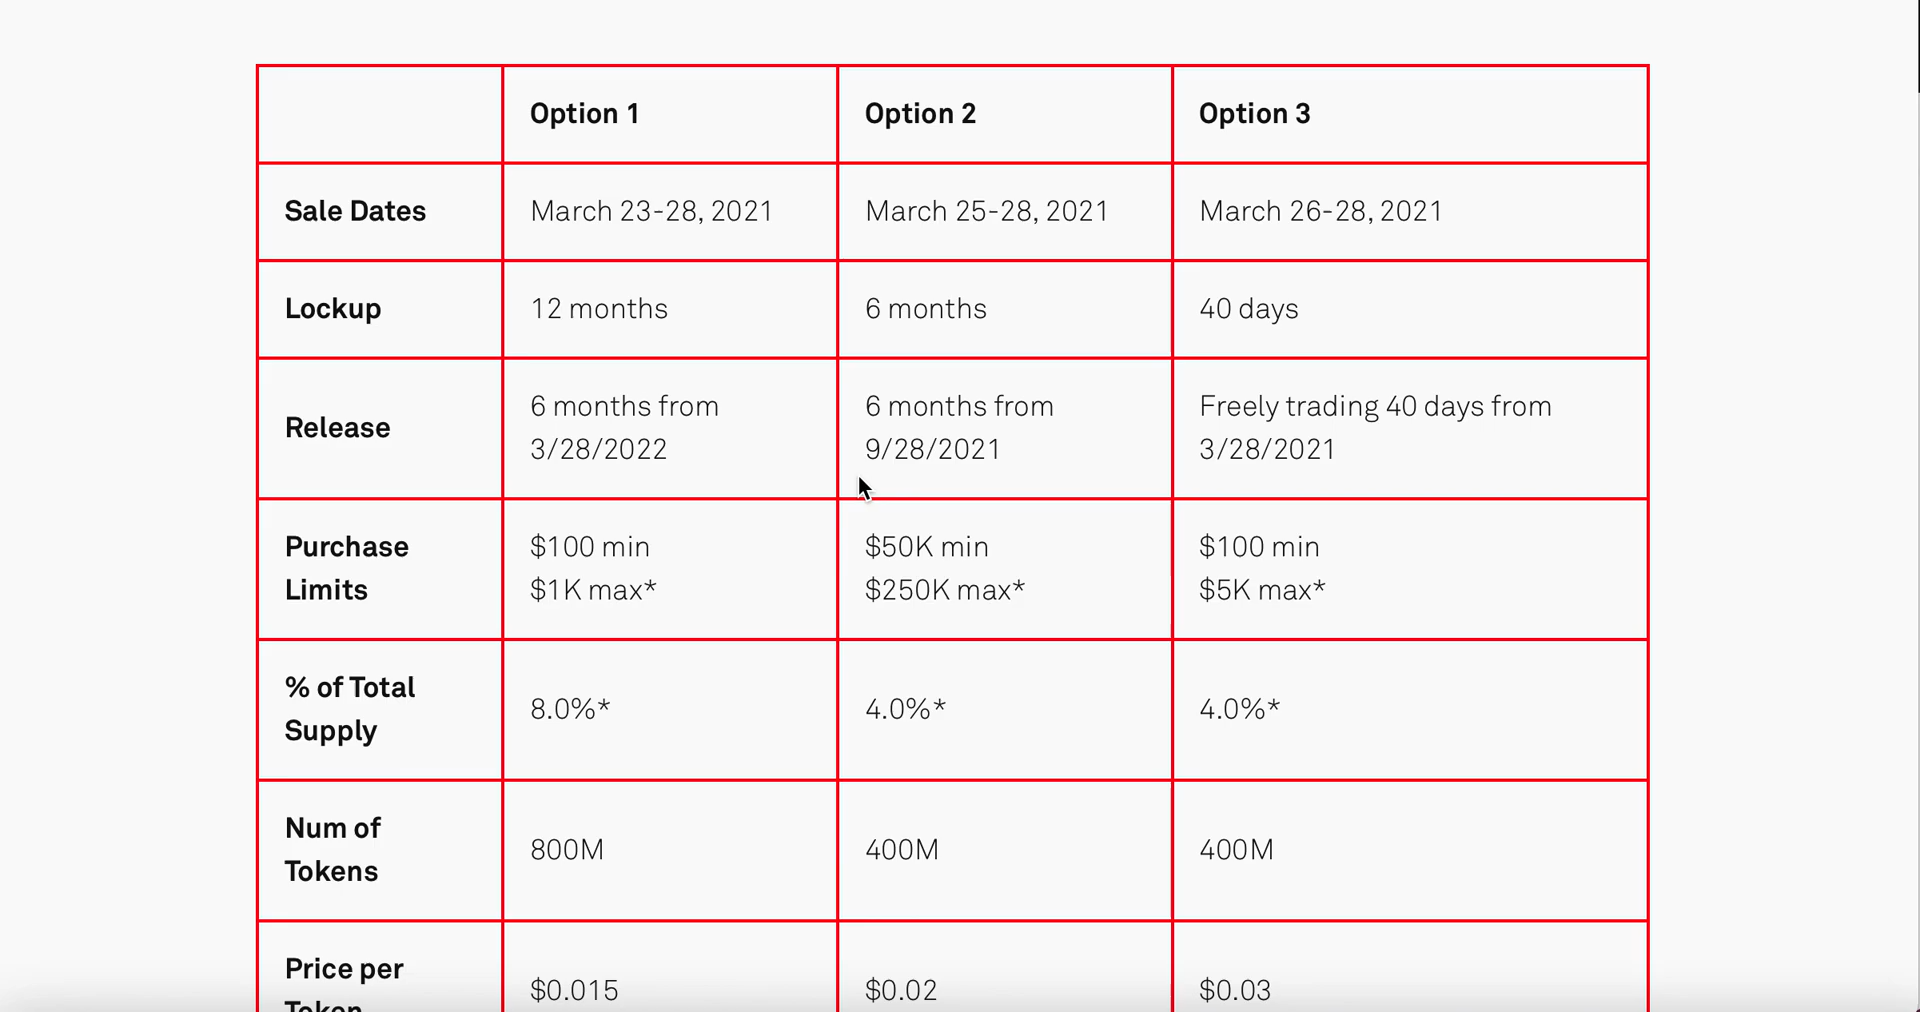 Option 1 Option 2 Option 3
Sale Dates March 23-28, 2021 March 25-28, 2021 March 26-28, 2021
Lockup 12 months 6 months 40 days
Release
6 months from
3/28/2022
6 months from
9/28/2021
Freely trading 40 days from
3/28/2021
Purchase
Limits
$100 min
$1K max*
$50K min
$250K max*
$100 min
$5K max*
% of Total
Supply
8.0%* 4.0%* 4.0%*
Num of
Tokens
800M 400M 400M
Price per
Token
$0.015 $0.02 $0.03